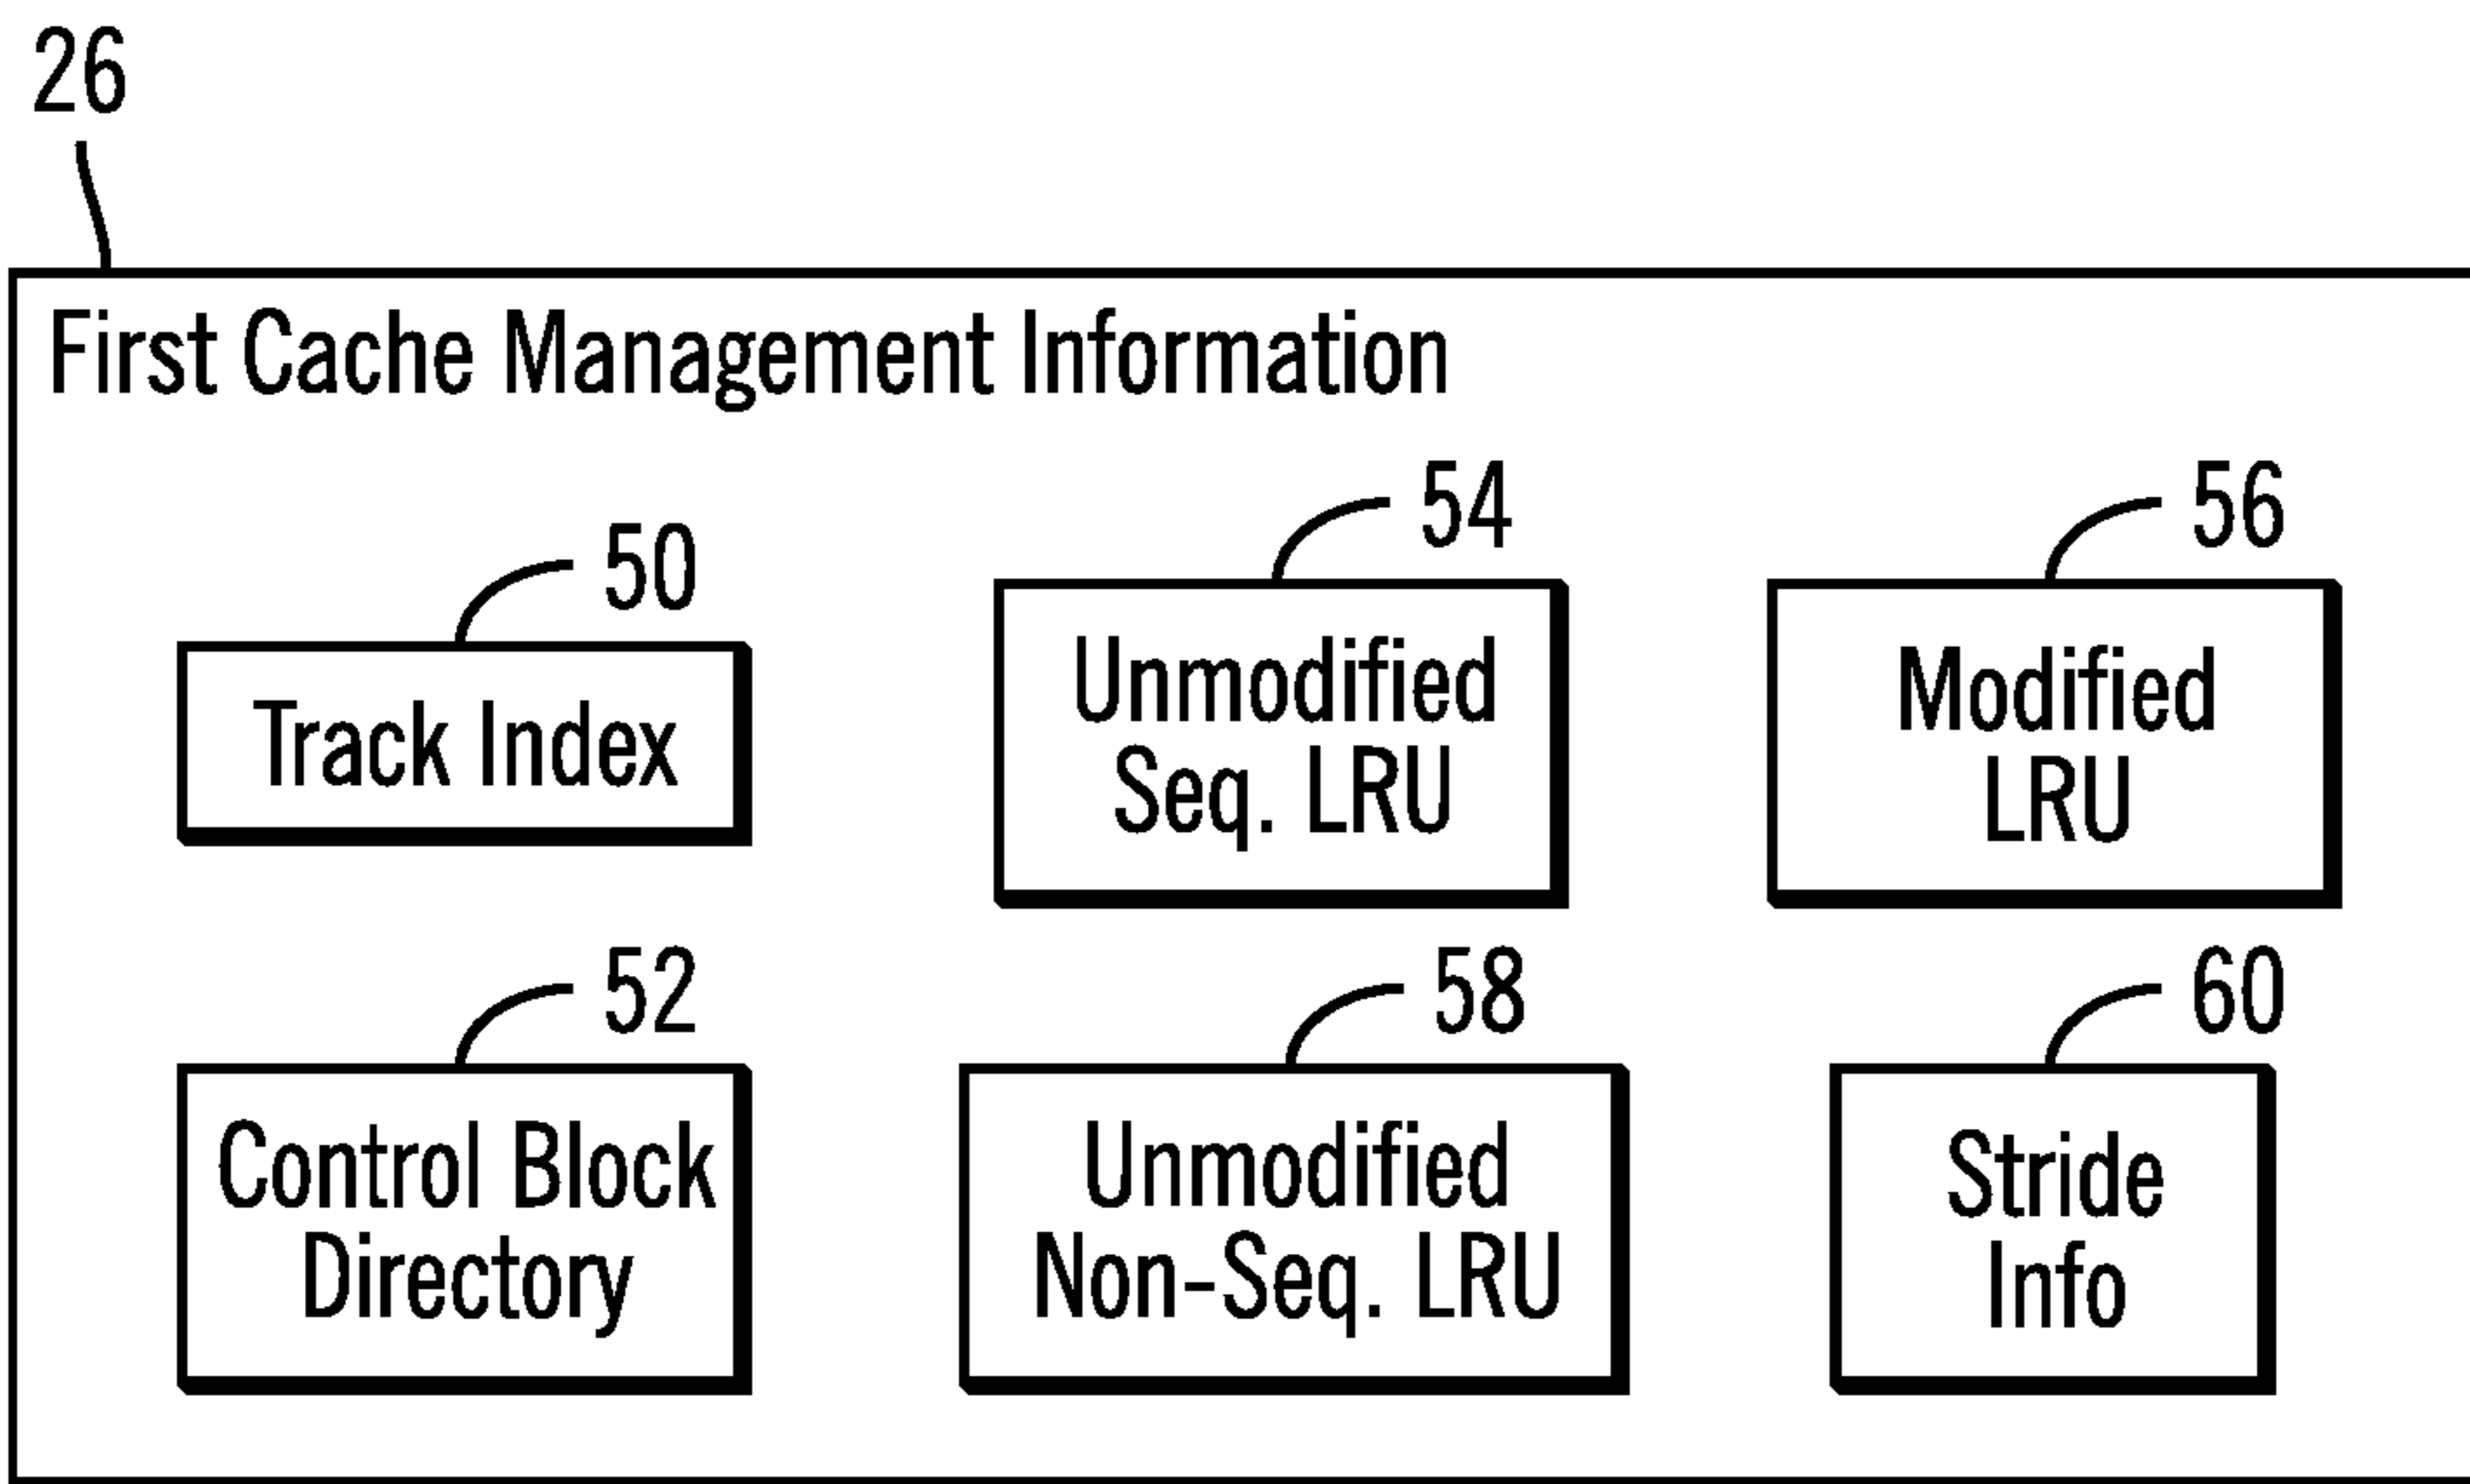 26
First Cache Management Information
50
Track Index
54
Unmodified
Seq. LRU
56
Modified
LRU
52
Control Block
Directory
58
Unmodified
Non-Seq. LRU
60
Stride
Info